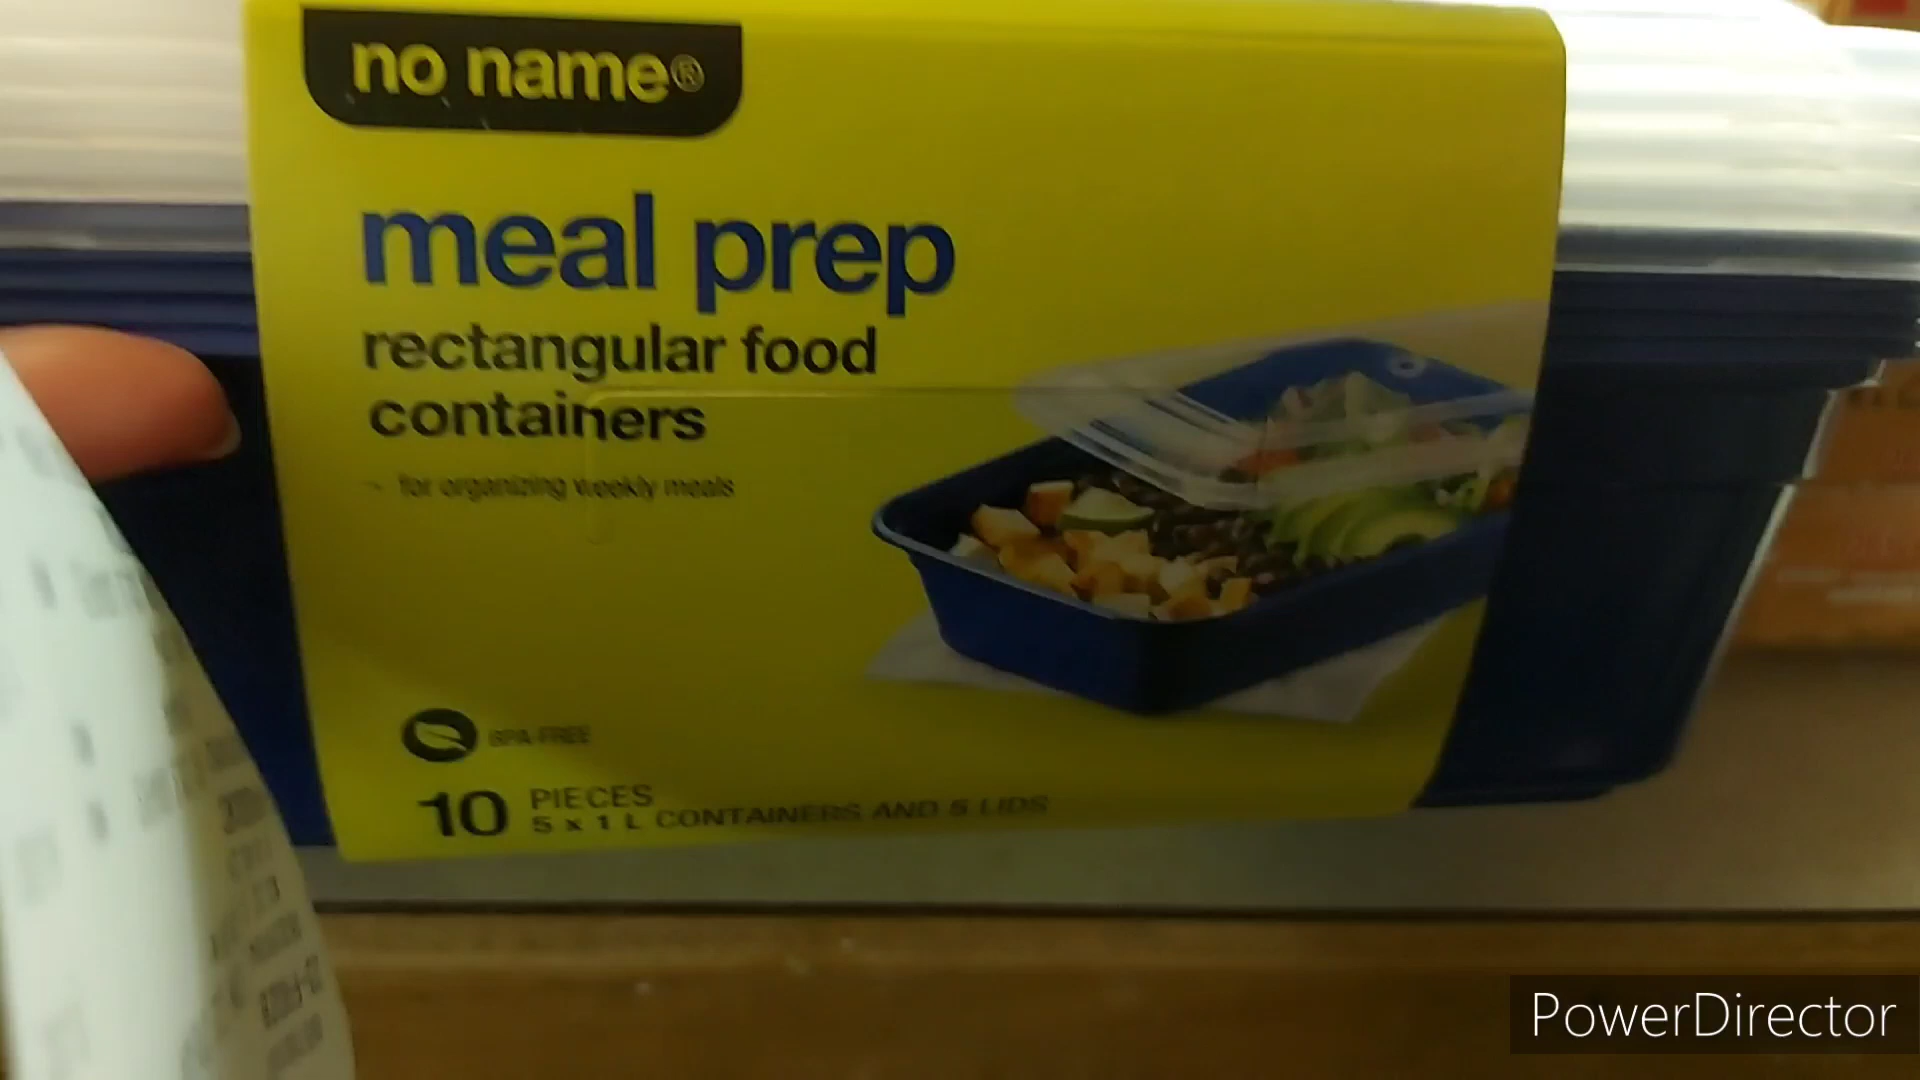 no name®
meal prep
rectangular food
containers
- for organizing weekly meals
BPA-FREE
10 PIECES
5 x 1 L CONTAINERS AND 5 LIDS
PowerDirector